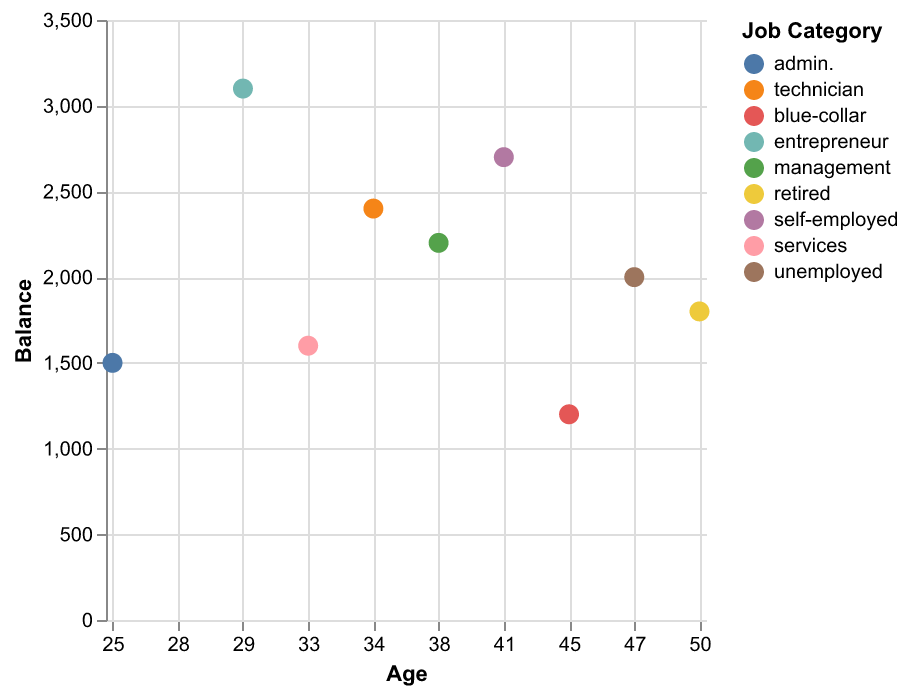 3,500
3,000
2,500
2,000
1,500
1,000
500
0
Balance
25 28 29 33 34 38 41 45 47 50
Age
Job Category
admin.
technician
blue-collar
entrepreneur
management
retired
self-employed
services
unemployed